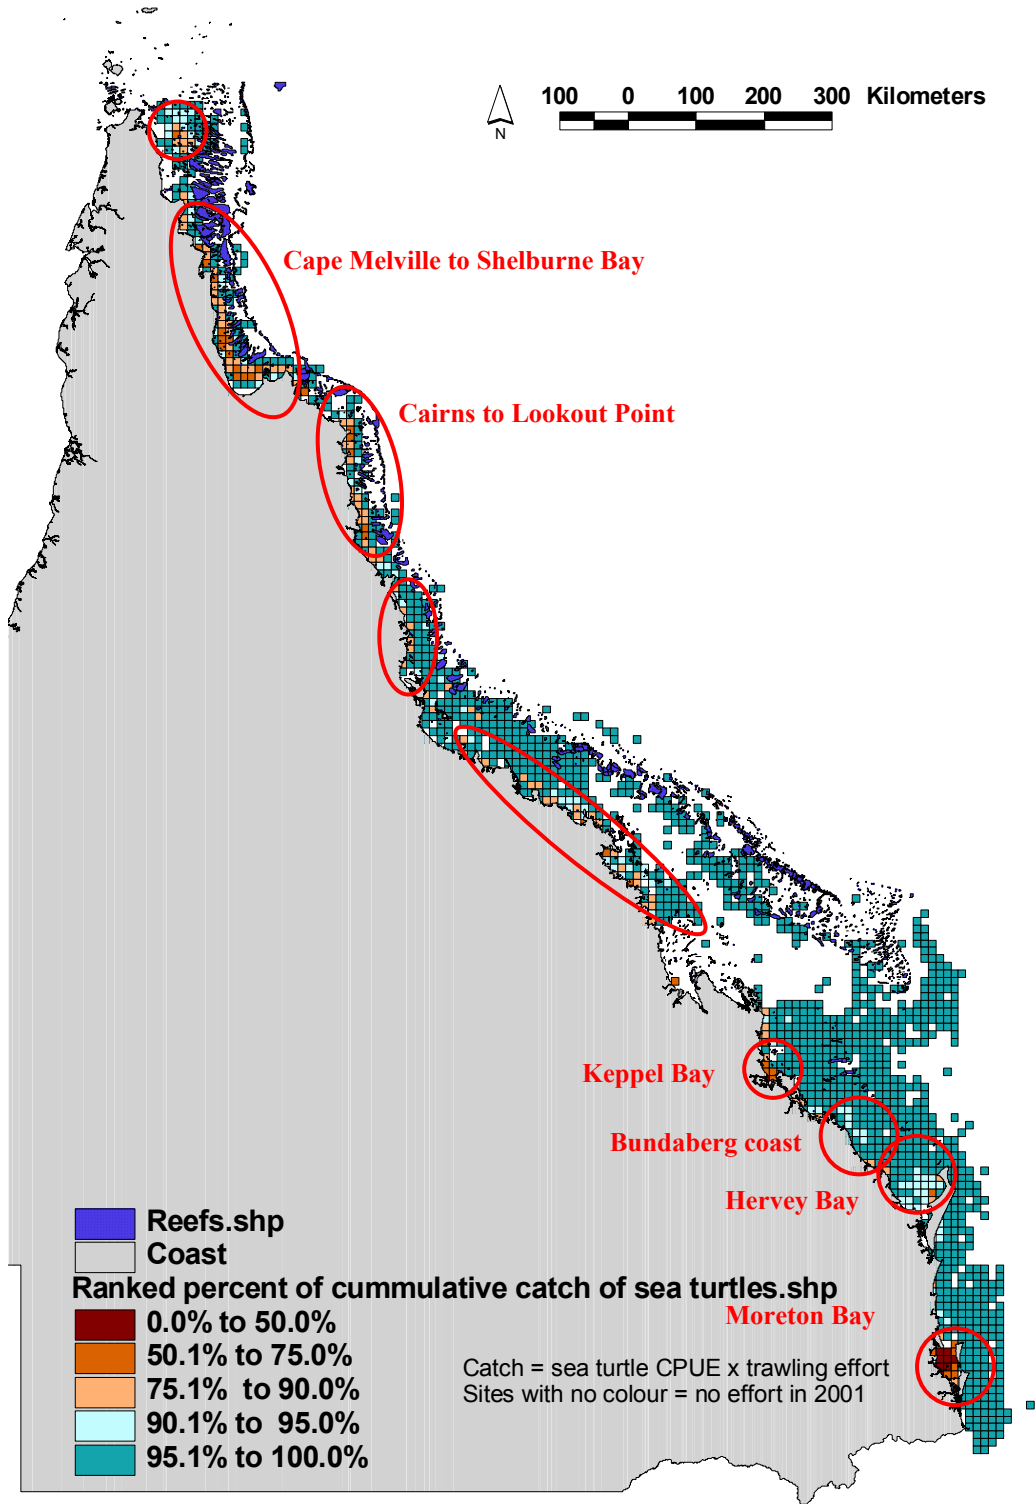 100 0 100 200 300 Kilometers
N
Cape Melville to Shelburne Bay
Cairns to Lookout Point
Keppel Bay
Bundaberg coast
Hervey Bay
Reefs.shp
Coast
Ranked percent of cummulative catch of sea turtles.shp
Moreton Bay
0.0% to 50.0%
50.1% to 75.0%
75.1% to 90.0%
90.1% to 95.0%
95.1% to 100.0%
Catch = sea turtle CPUE x trawling effort
Sites with no colour = no effort in 2001